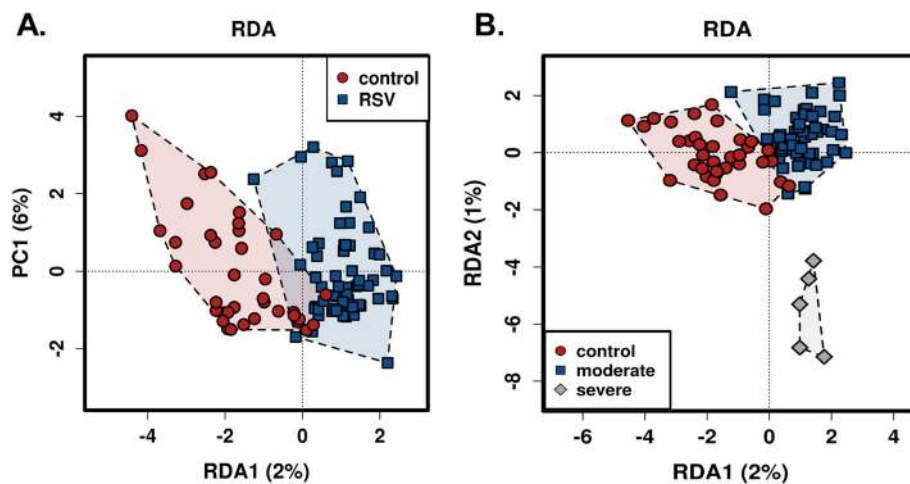 A.
RDA
control
RSV
PC1 (6%)
4
2
0
-2
-4
-2
0
2
RDA1 (2%)
B.
RDA
RDA2 (1%)
2
0
-2
-4
-6
-8
control
moderate
severe
-6
-4
-2
0
2
4
RDA1 (2%)